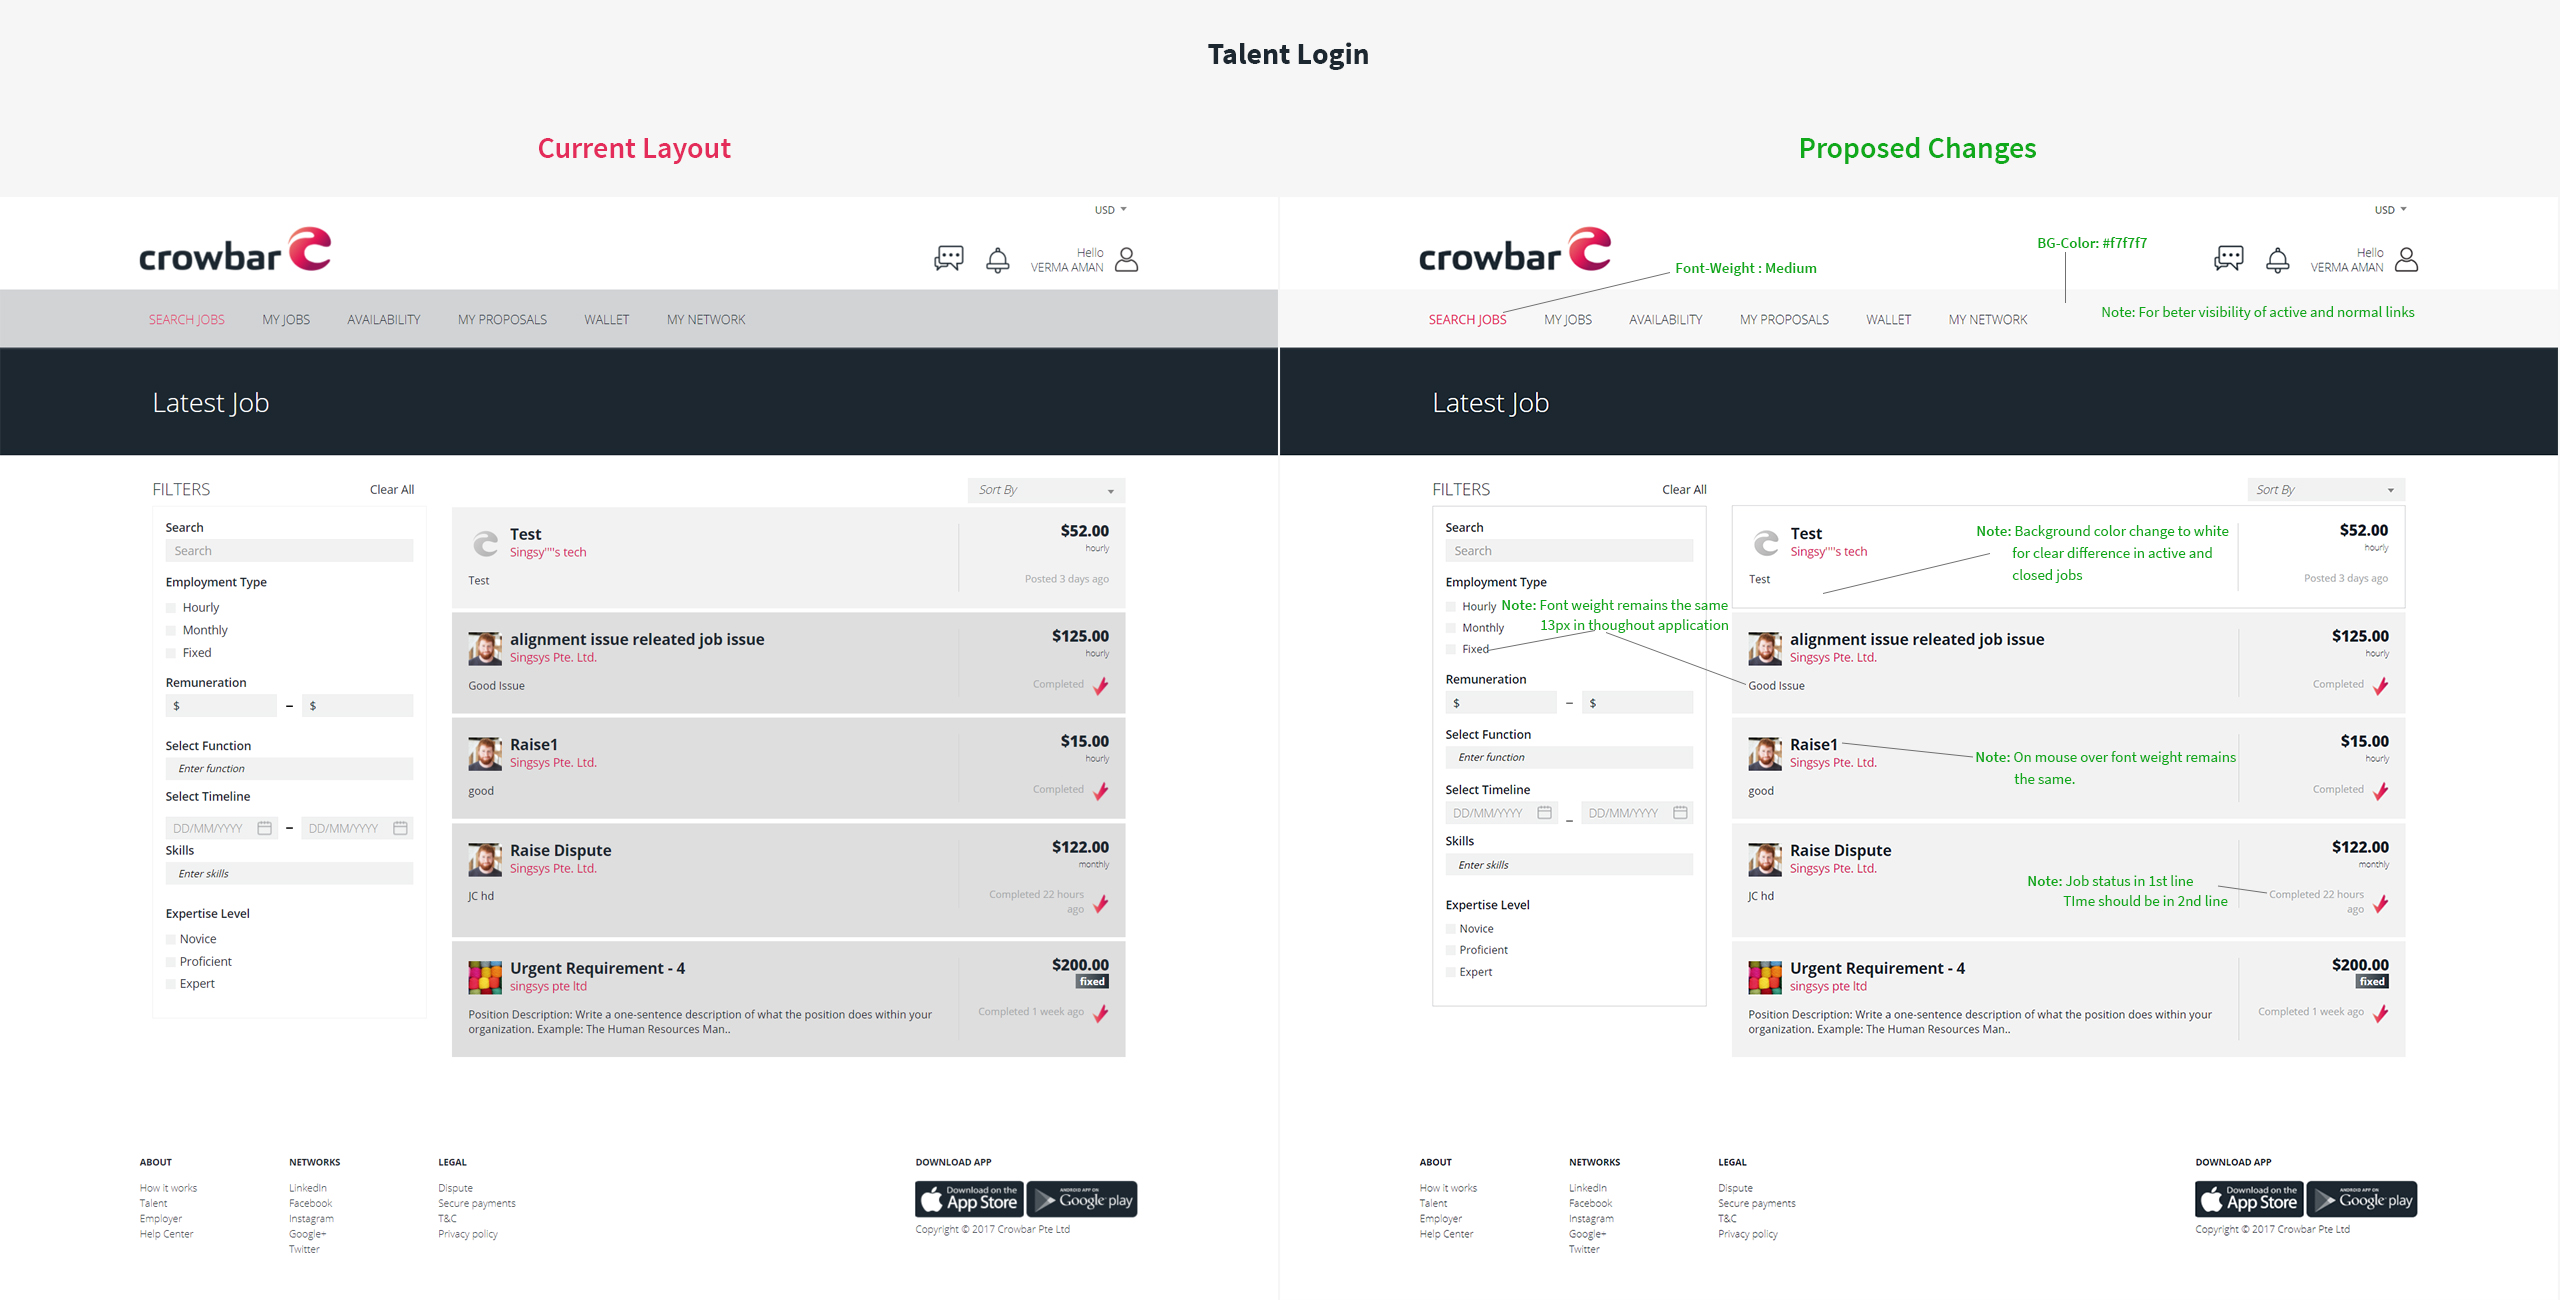 Talent Login
Current Layout
USD
crowbar
Hello
VERMA AMAN
SEARCH JOBS MY JOBS AVAILABILITY MY PROPOSALS WALLET MY NETWORK
Latest Job
FILTERS Clear All
Search
Search
Employment Type
Hourly
Monthly
Fixed
Remuneration
$ – $
Select Function
Enter function
Select Timeline
DD/MM/YYYY – DD/MM/YYYY
Skills
Enter skills
Expertise Level
Novice
Proficient
Expert
Sort By
Test
Singsy""s tech
Test
$52.00
hourly
Posted 3 days ago
alignment issue releated job issue
Singsys Pte. Ltd.
Good Issue
$125.00
hourly
Completed
Raise1
Singsys Pte. Ltd.
good
$15.00
hourly
Completed
Raise Dispute
Singsys Pte. Ltd.
JC hd
$122.00
monthly
Completed 22 hours
ago
Urgent Requirement - 4
singsys pte ltd
Position Description: Write a one-sentence description of what the position does within your
organization. Example: The Human Resources Man..
$200.00
fixed
Completed 1 week ago
ABOUT
How it works
Talent
Employer
Help Center
NETWORKS
LinkedIn
Facebook
Instagram
Google+
Twitter
LEGAL
Dispute
Secure payments
T&C
Privacy policy
DOWNLOAD APP
Download on the
App Store
ANDROID APP ON
Google play
Copyright © 2017 Crowbar Pte Ltd
Proposed Changes
USD
crowbar
Font-Weight : Medium
BG-Color: #f7f7f7
Hello
VERMA AMAN
SEARCH JOBS MY JOBS AVAILABILITY MY PROPOSALS WALLET MY NETWORK
Note: For beter visibility of active and normal links
Latest Job
FILTERS Clear All
Search
Search
Employment Type
Hourly
Monthly
Fixed
Note: Font weight remains the same
13px in thoughout application
Remuneration
$ – $
Select Function
Enter function
Select Timeline
DD/MM/YYYY _ DD/MM/YYYY
Skills
Enter skills
Expertise Level
Novice
Proficient
Expert
Sort By
Test
Singsy""s tech
Test
Note: Background color change to white
for clear difference in active and
closed jobs
$52.00
hourly
Posted 3 days ago
alignment issue releated job issue
Singsys Pte. Ltd.
Good Issue
$125.00
hourly
Completed
Raise1
Singsys Pte. Ltd.
good
Note: On mouse over font weight remains
the same.
$15.00
hourly
Completed
Raise Dispute
Singsys Pte. Ltd.
JC hd
Note: Job status in 1st line
TIme should be in 2nd line
$122.00
monthly
Completed 22 hours
ago
Urgent Requirement - 4
singsys pte ltd
Position Description: Write a one-sentence description of what the position does within your
organization. Example: The Human Resources Man..
$200.00
fixed
Completed 1 week ago
ABOUT
How it works
Talent
Employer
Help Center
NETWORKS
LinkedIn
Facebook
Instagram
Google+
Twitter
LEGAL
Dispute
Secure payments
T&C
Privacy policy
DOWNLOAD APP
Download on the
App Store
ANDROID APP ON
Google play
Copyright © 2017 Crowbar Pte Ltd